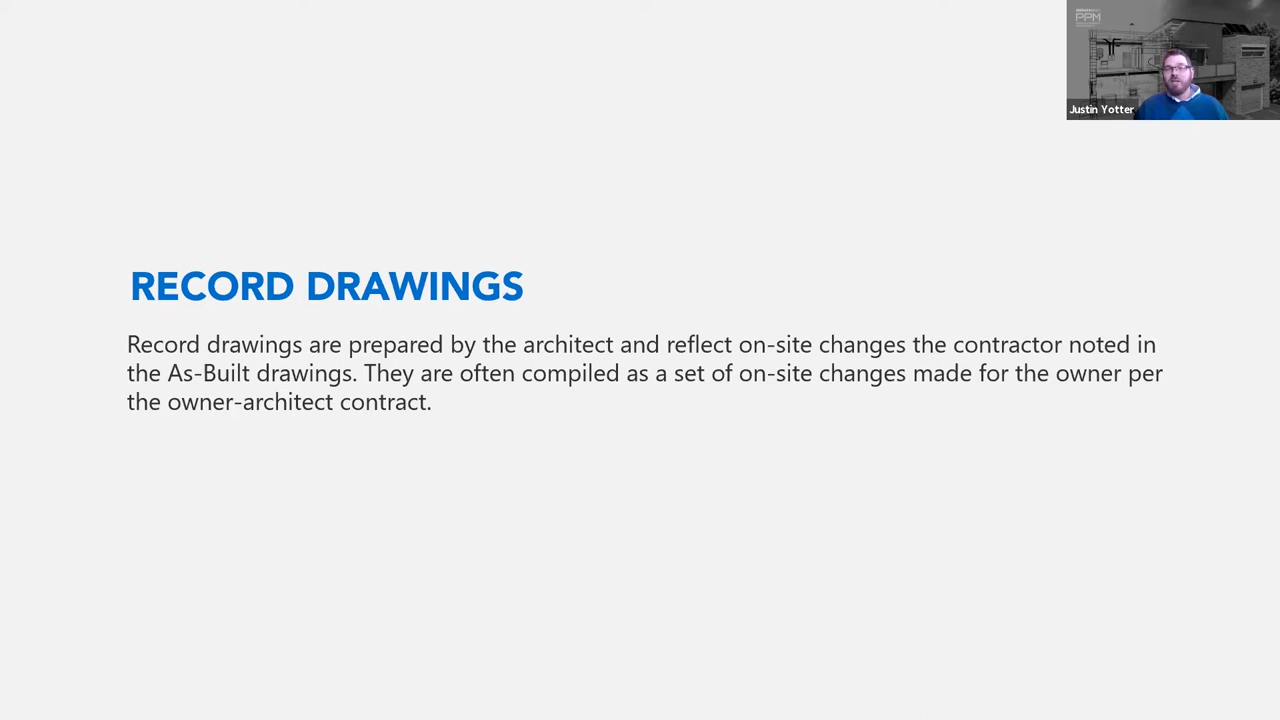 PPM
Justin Yotter
RECORD DRAWINGS
Record drawings are prepared by the architect and reflect on-site changes the contractor noted in
the As-Built drawings. They are often compiled as a set of on-site changes made for the owner per
the owner-architect contract.